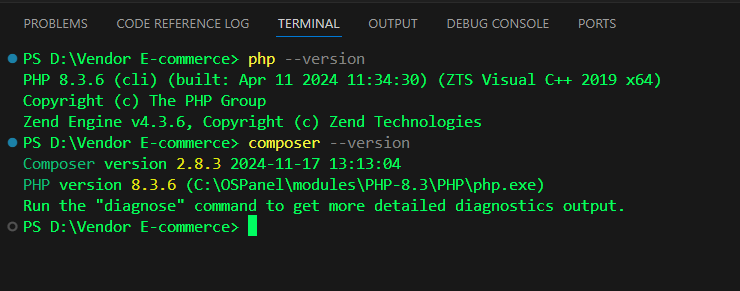 PROBLEMS CODE REFERENCE LOG TERMINAL OUTPUT DEBUG CONSOLE PORTS
PS D:\Vendor E-commerce> php --version
PHP 8.3.6 (cli) (built: Apr 11 2024 11:34:30) (ZTS Visual C++ 2019 x64)
Copyright (c) The PHP Group
Zend Engine v4.3.6, Copyright (c) Zend Technologies
PS D:\Vendor E-commerce> composer --version
Composer version 2.8.3 2024-11-17 13:13:04
PHP version 8.3.6 (C:\OSPanel\modules\PHP-8.3\PHP\php.exe)
Run the "diagnose" command to get more detailed diagnostics output.
PS D:\Vendor E-commerce>